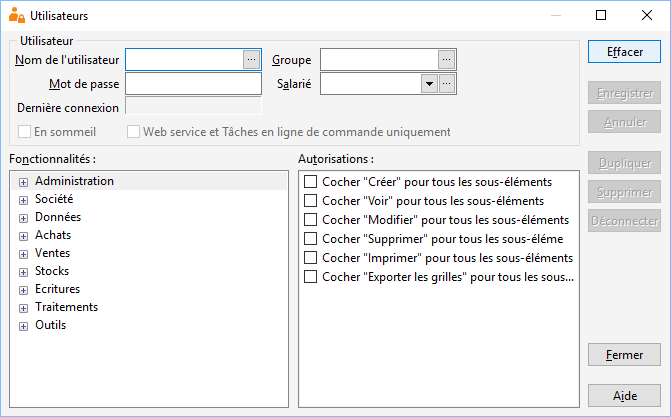 Utilisateurs
Utilisateur
Nom de l'utilisateur ... Groupe ...
Mot de passe Salarié ...
Dernière connexion
En sommeil Web service et Tâches en ligne de commande uniquement
Effacer
Enregistrer
Annuler
Dupliquer
Supprimer
Déconnecter
Fonctionnalités :
Administration
Société
Données
Achats
Ventes
Stocks
Ecritures
Traitements
Outils
Autorisations :
Cocher "Créer" pour tous les sous-éléments
Cocher "Voir" pour tous les sous-éléments
Cocher "Modifier" pour tous les sous-éléments
Cocher "Supprimer" pour tous les sous-éléme
Cocher "Imprimer" pour tous les sous-éléments
Cocher "Exporter les grilles" pour tous les sous...
Fermer
Aide